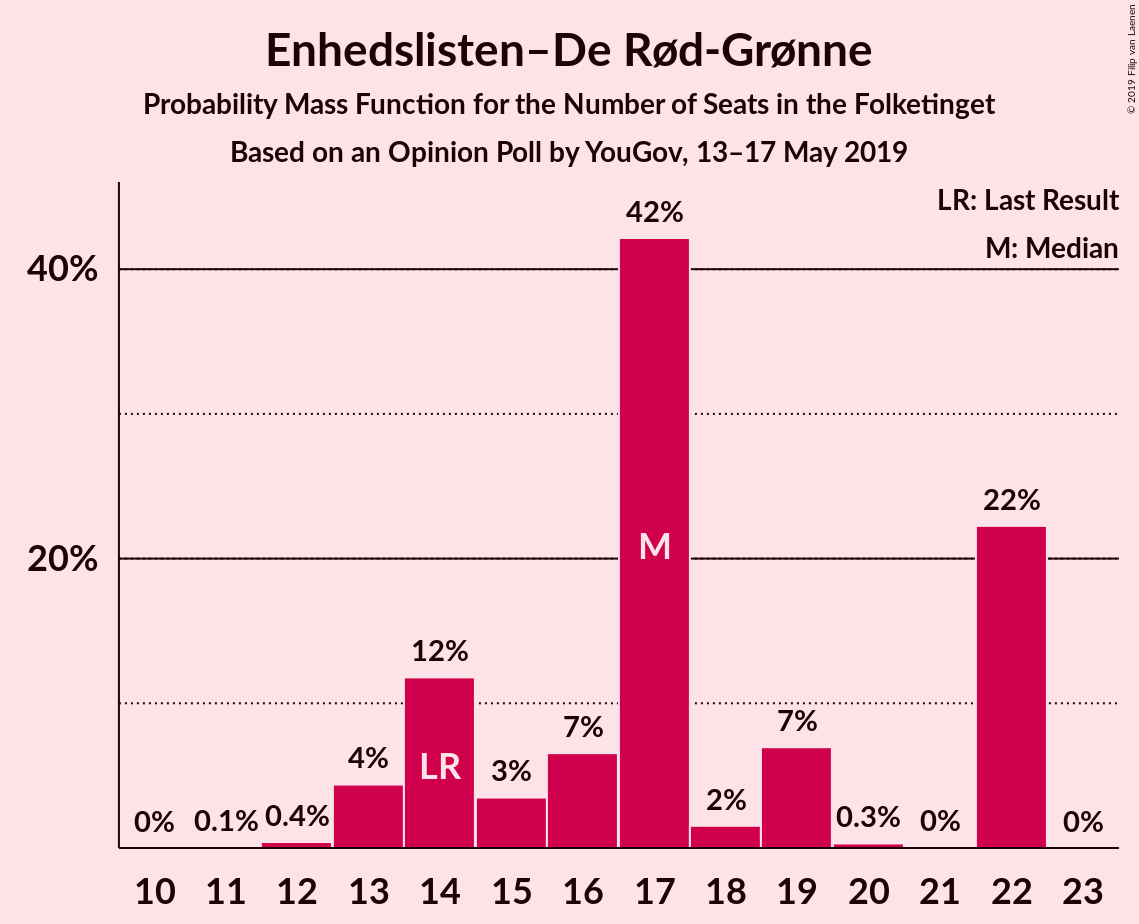 Enhedslisten–De Rød-Grønne
Probability Mass Function for the Number of Seats in the Folketinget
Based on an Opinion Poll by YouGov, 13–17 May 2019
© 2019 Filip van Laenen
LR: Last Result
M: Median
40%
20%
0%
0.1%
0.4%
4%
12%
3%
7%
42%
2%
7%
0.3%
0%
22%
0%
LR
M
10 11 12 13 14 15 16 17 18 19 20 21 22 23